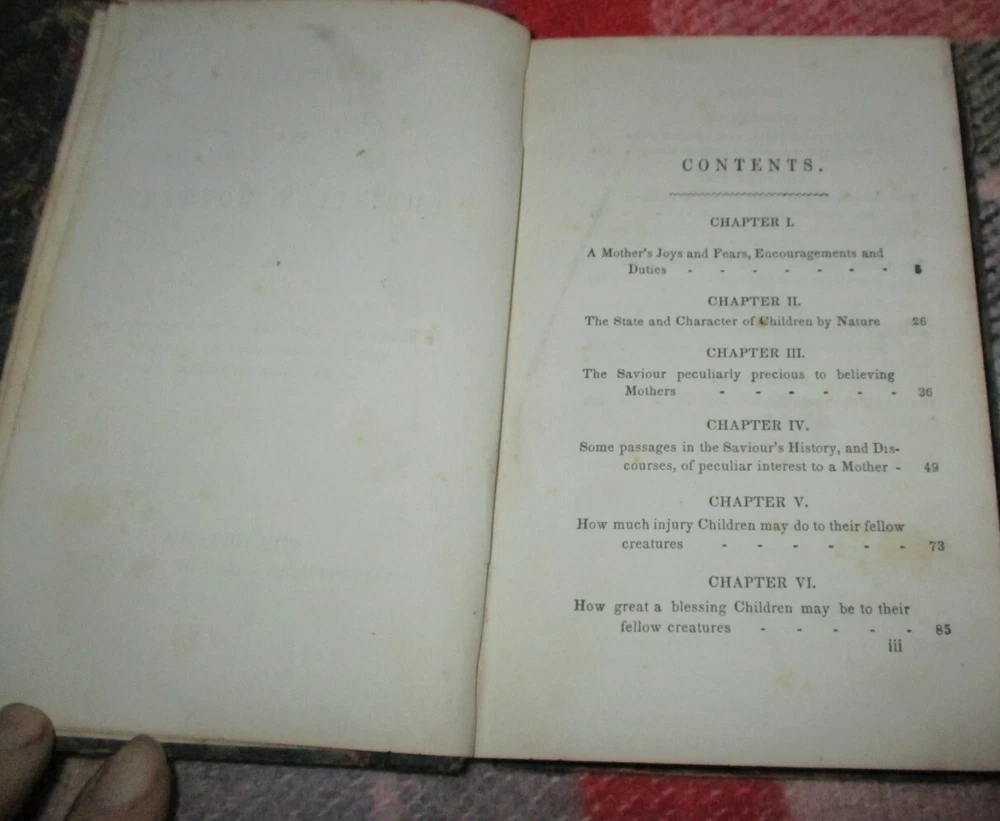 CONTENTS.
CHAPTER I.
A Mother's Joys and Fears, Encouragements and
Duties - - - - - - - 5
CHAPTER II.
The State and Character of Children by Nature 26
CHAPTER III.
The Saviour peculiarly precious to believing
Mothers - - - - - - 36
CHAPTER IV.
Some passages in the Saviour's History, and Dis-
courses, of peculiar interest to a Mother - 49
CHAPTER V.
How much injury Children may do to their fellow
creatures - - - - - - 73
CHAPTER VI.
How great a blessing Children may be to their
fellow creatures - - - - - 85
iii